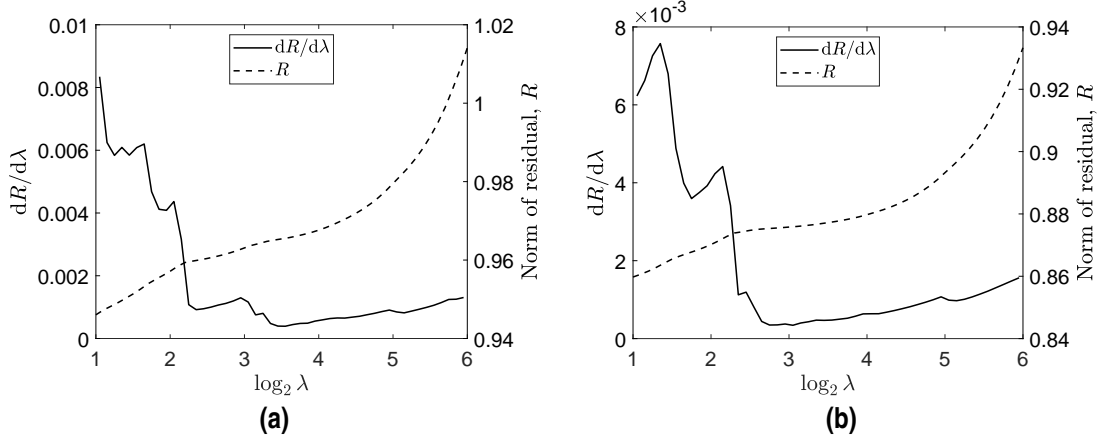 0.01
0.008
0.006
0.004
0.002
0
dR/dλ
dR/dλ
R
1.02
1
0.98
0.96
0.94
Norm of residual, R
1 2 3 4 5 6
log₂ λ
(a)
8 ×10⁻³
6
4
2
0
dR/dλ
dR/dλ
R
0.94
0.92
0.9
0.88
0.86
0.84
Norm of residual, R
1 2 3 4 5 6
log₂ λ
(b)